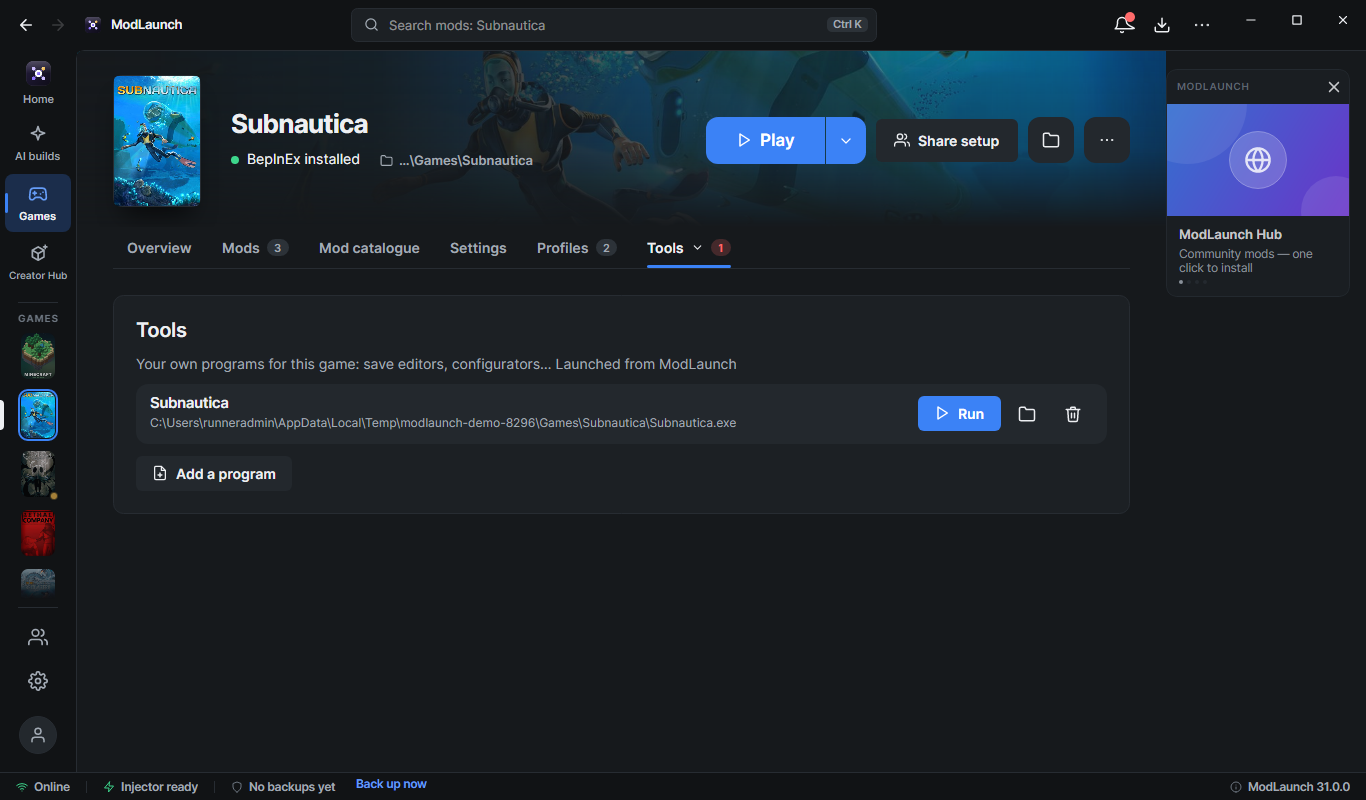 ModLaunch
Search mods: Subnautica
Ctrl K
Home
AI builds
Games
Creator Hub
GAMES
MINECRAFT
SUBNAUTICA
Subnautica
BepInEx installed
...\Games\Subnautica
Play
Share setup
Overview
Mods 3
Mod catalogue
Settings
Profiles 2
Tools 1
Tools
Your own programs for this game: save editors, configurators... Launched from ModLaunch
Subnautica
C:\Users\runneradmin\AppData\Local\Temp\modlaunch-demo-8296\Games\Subnautica\Subnautica.exe
Run
Add a program
MODLAUNCH
ModLaunch Hub
Community mods — one
click to install
LETHAL
COMPANY
Online
Injector ready
No backups yet
Back up now
ModLaunch 31.0.0